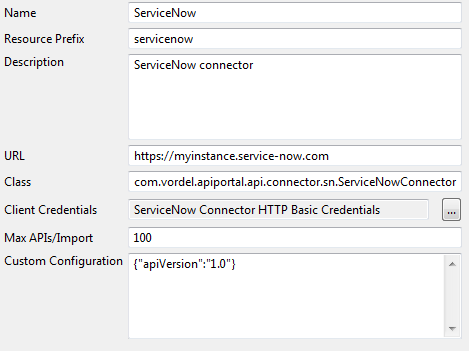 Name ServiceNow
Resource Prefix servicenow
Description ServiceNow connector
URL https://myinstance.service-now.com
Class com.vordel.apiportal.api.connector.sn.ServiceNowConnector
Client Credentials ServiceNow Connector HTTP Basic Credentials ...
Max APIs/Import 100
Custom Configuration {"apiVersion":"1.0"}